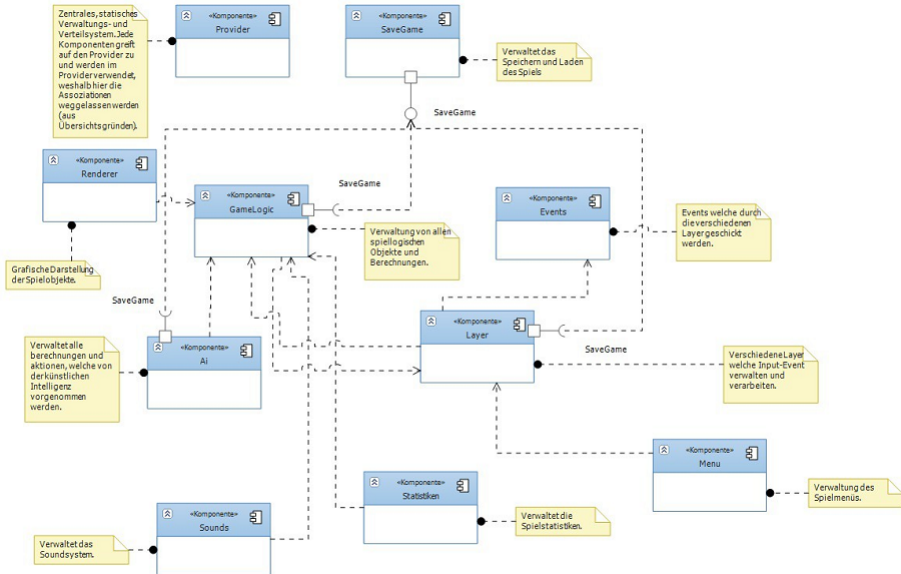 Zentrales, statisches
Verwaltungs- und
Verteilsystem. Jede
Komponenten greift
auf den Provider zu
und werden im
Provider verwendet,
weshalb hier die
Assoziationen
weggelassen werden
(aus
Übersichtsgründen).
«Komponente»
Provider
«Komponente»
SaveGame
Verwaltet das
Speichern und Laden
des Spiels
SaveGame
«Komponente»
Renderer
SaveGame
«Komponente»
GameLogic
«Komponente»
Events
Verwaltung von allen
spiellogischen
Objekte und
Berechnungen.
Events welche durch
die verschiedenen
Layer geschickt
werden.
Grafische Darstellung
der Spielobjekte.
SaveGame
«Komponente»
Layer
SaveGame
Verwaltet alle
berechnungen und
aktionen, welche von
der künstlichen
Intelligenz
vorgenommen
werden.
«Komponente»
Ai
Verschiedene Layer
welche Input-Event
verwalten und
verarbeiten.
«Komponente»
Menu
Verwaltung des
Spielmenüs.
«Komponente»
Statistiken
Verwaltet die
Spielstatistiken.
«Komponente»
Sounds
Verwaltet das
Soundsystem.